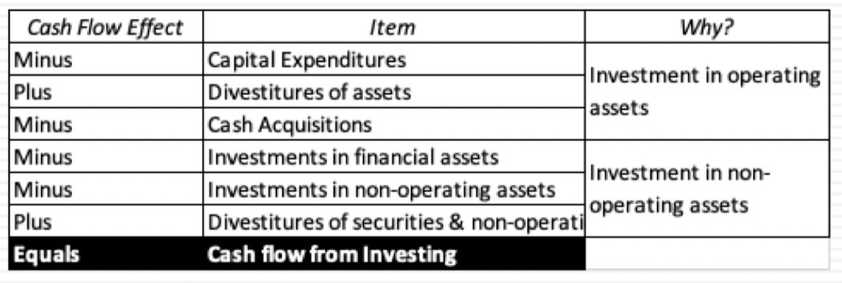 Cash Flow Effect Item Why?
Minus Capital Expenditures
Investment in operating
Plus Divestitures of assets
assets
Minus Cash Acquisitions
Minus Investments in financial assets
Investment in non-
Minus Investments in non-operating assets
operating assets
Plus Divestitures of securities & non-operati
Equals Cash flow from Investing